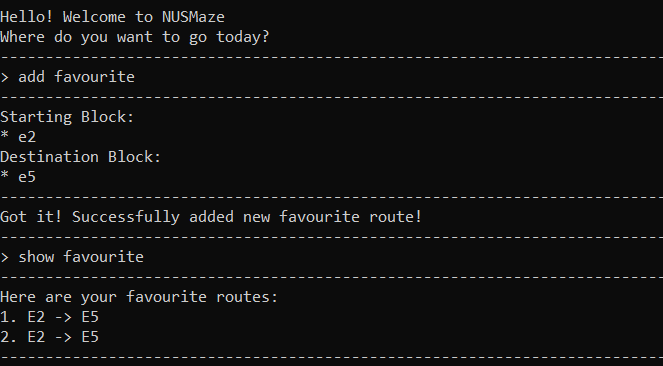 Hello! Welcome to NUSMaze
Where do you want to go today?
--------------------------------------------------------------------------
> add favourite
--------------------------------------------------------------------------
Starting Block:
* e2
Destination Block:
* e5
--------------------------------------------------------------------------
Got it! Successfully added new favourite route!
--------------------------------------------------------------------------
> show favourite
--------------------------------------------------------------------------
Here are your favourite routes:
1. E2 -> E5
2. E2 -> E5
--------------------------------------------------------------------------